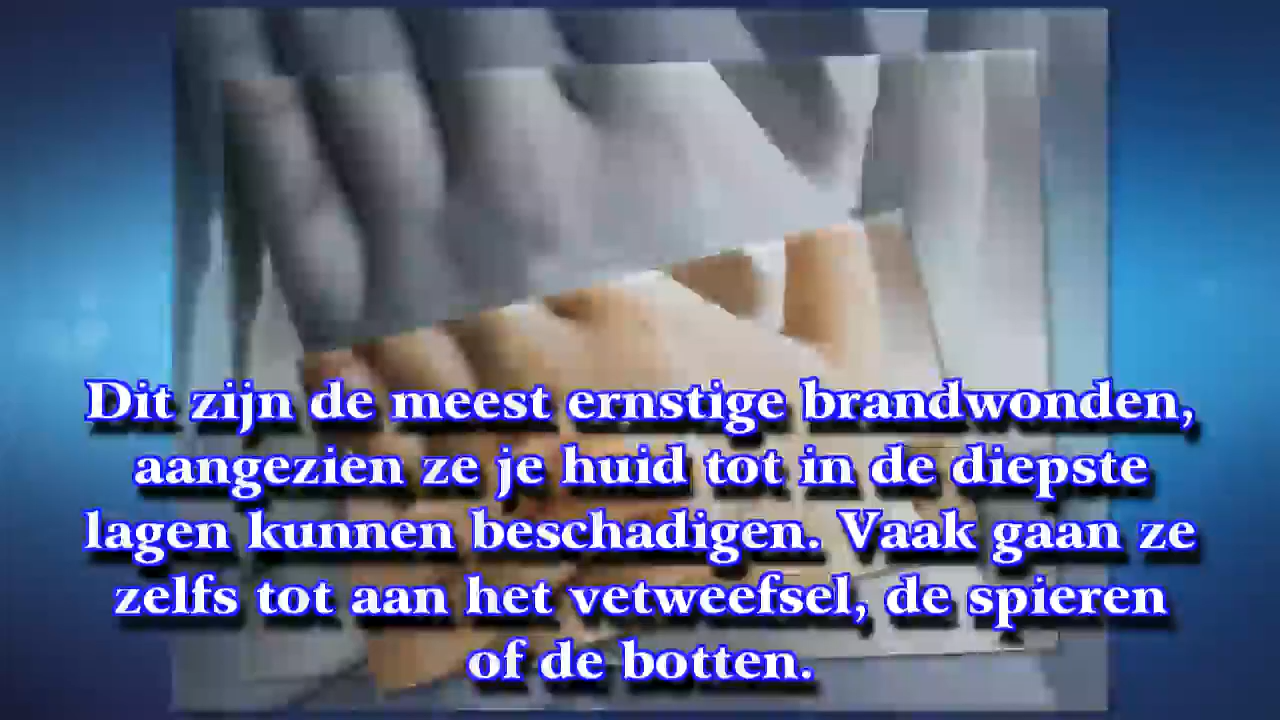 Dit zijn de meest ernstige brandwonden,
aangezien ze je huid tot in de diepste
lagen kunnen beschadigen. Vaak gaan ze
zelfs tot aan het vetweefsel, de spieren
of de botten.